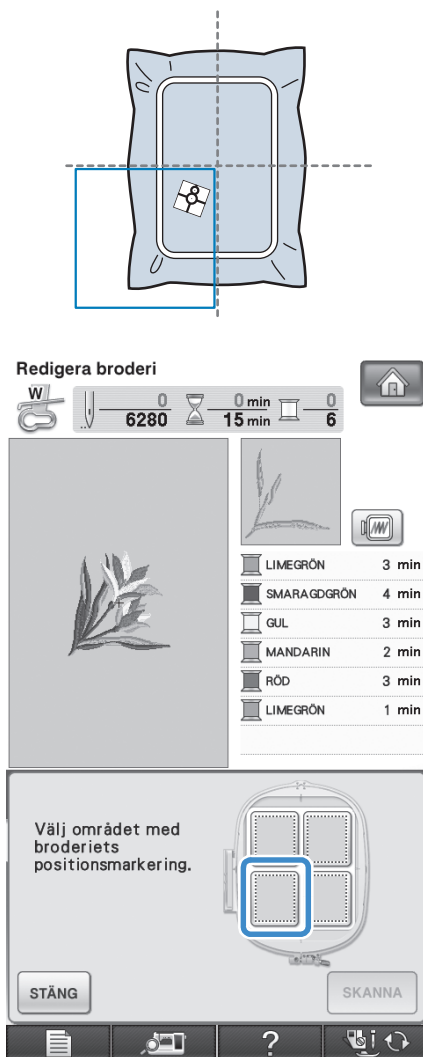 Redigera broderi
W
0 0 min 0
6280 15 min 6
LIMEGRÖN 3 min
SMARAGDGRÖN 4 min
GUL 3 min
MANDARIN 2 min
RÖD 3 min
LIMEGRÖN 1 min
Välj området med
broderiets
positionsmarkering.
STÄNG SKANNA
?